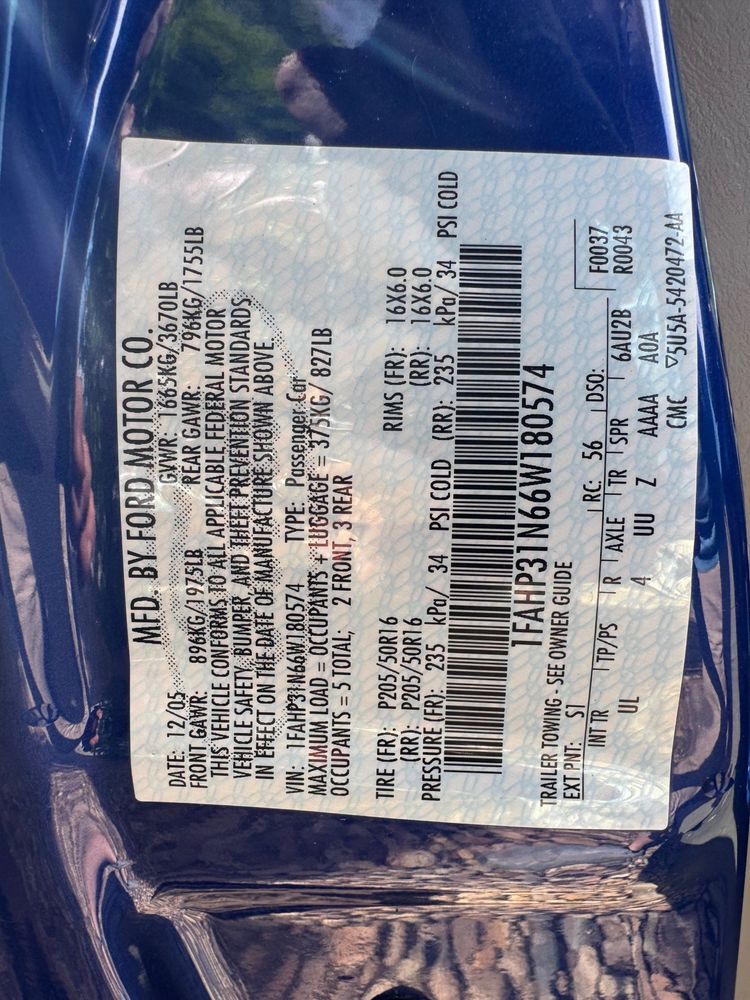 MFD. BY FORD MOTOR CO.
DATE: 12/05 GVWR: 1665KG/3670LB
FRONT GAWR: 896KG/1975LB REAR GAWR: 796KG/1755LB
THIS VEHICLE CONFORMS TO ALL APPLICABLE FEDERAL MOTOR
VEHICLE SAFETY, BUMPER, AND THEFT PREVENTION STANDARDS
IN EFFECT ON THE DATE OF MANUFACTURE SHOWN ABOVE.
VIN: 1FAHP31N66W180574 TYPE: Passenger Car
MAXIMUM LOAD = OCCUPANTS + LUGGAGE = 375KG/ 827LB
OCCUPANTS = 5 TOTAL; 2 FRONT, 3 REAR
TIRE (FR): P205/50R16 RIMS (FR): 16X6.0
(RR): P205/50R16 (RR): 16X6.0
PRESSURE (FR): 235 kPa/ 34 PSI COLD (RR): 235 kPa/ 34 PSI COLD
1FAHP31N66W180574
TRAILER TOWING - SEE OWNER GUIDE
EXT PNT: S1 RC: 56 DSO: F0037
INT TR TP/PS R AXLE TR SPR 6AU2B R0043
UL 4 UU Z AAAA A0A
CMC ▽5U5A-5420472-AA